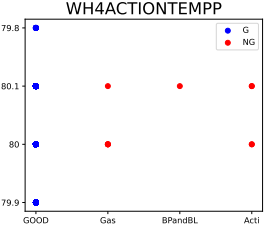 WH4ACTIONTEMPP
G
NG
79.8
80.1
80
79.9
GOOD Gas BPandBL Acti